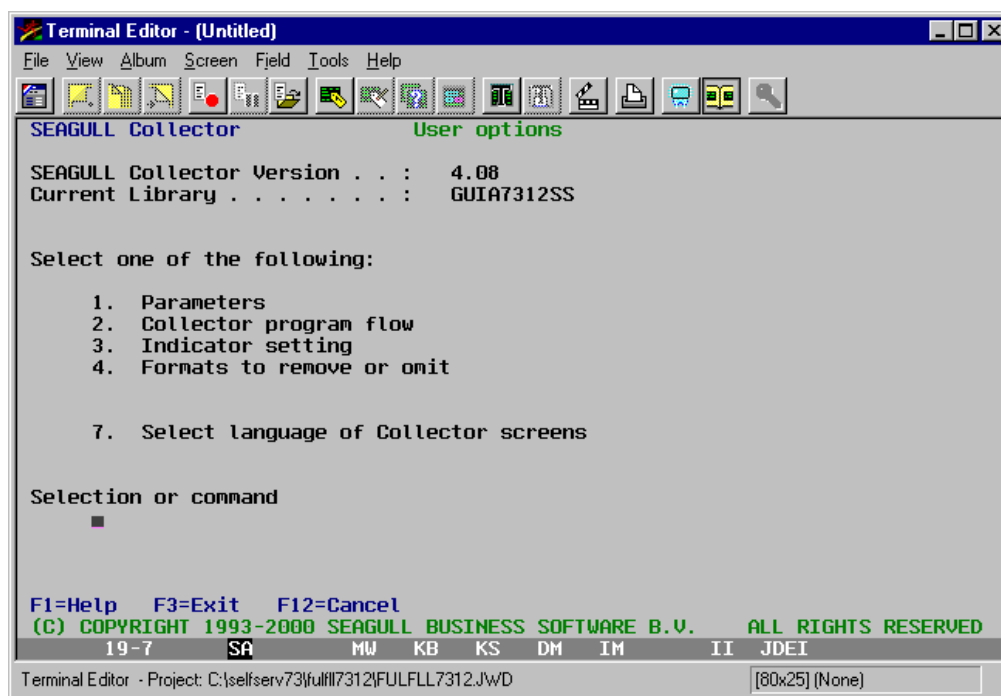 Terminal Editor - (Untitled)
File View Album Screen Field Tools Help
SEAGULL Collector User options
SEAGULL Collector Version . . : 4.08
Current Library . . . . . . . : GUIA7312SS
Select one of the following:
1. Parameters
2. Collector program flow
3. Indicator setting
4. Formats to remove or omit
7. Select language of Collector screens
Selection or command
F1=Help F3=Exit F12=Cancel
(C) COPYRIGHT 1993-2000 SEAGULL BUSINESS SOFTWARE B.V. ALL RIGHTS RESERVED
19-7 SA MW KB KS DM IM II JDEI
Terminal Editor - Project: C:\selfserv73\fulfll7312\FULFLL7312.JWD [80x25] (None)